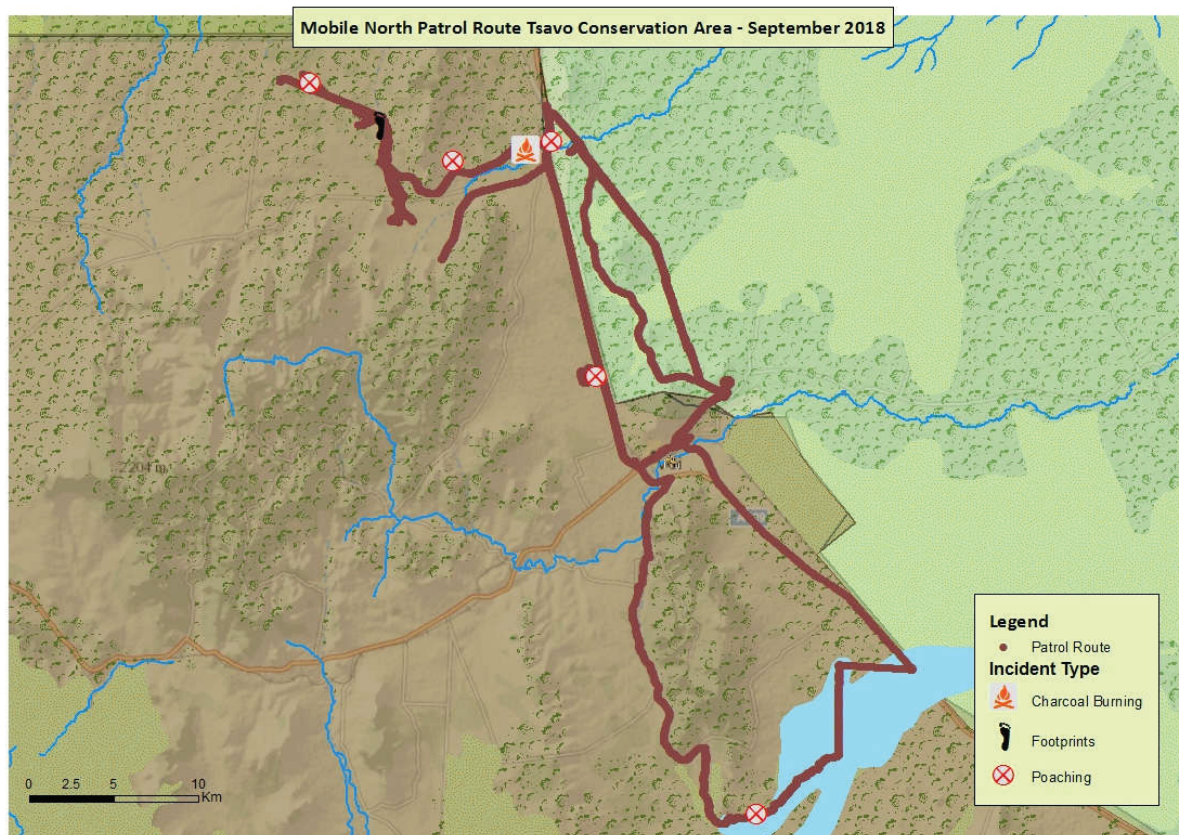 Mobile North Patrol Route Tsavo Conservation Area - September 2018
2204 m
Legend
Patrol Route
Incident Type
Charcoal Burning
Footprints
Poaching
0 2.5 5 10
Km